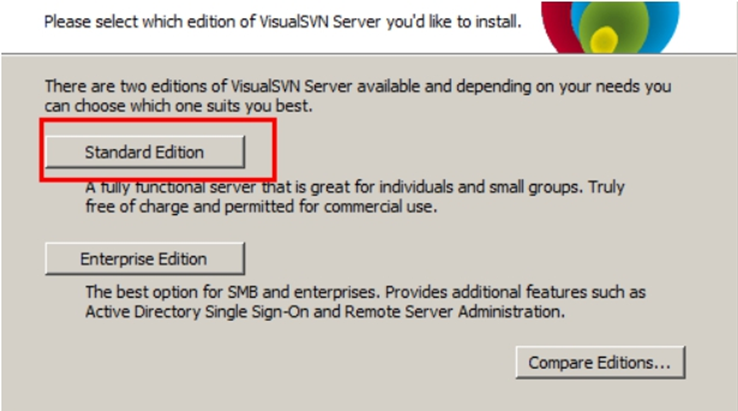 Please select which edition of VisualSVN Server you'd like to install.
There are two editions of VisualSVN Server available and depending on your needs you
can choose which one suits you best.
Standard Edition
A fully functional server that is great for individuals and small groups. Truly
free of charge and permitted for commercial use.
Enterprise Edition
The best option for SMB and enterprises. Provides additional features such as
Active Directory Single Sign-On and Remote Server Administration.
Compare Editions...